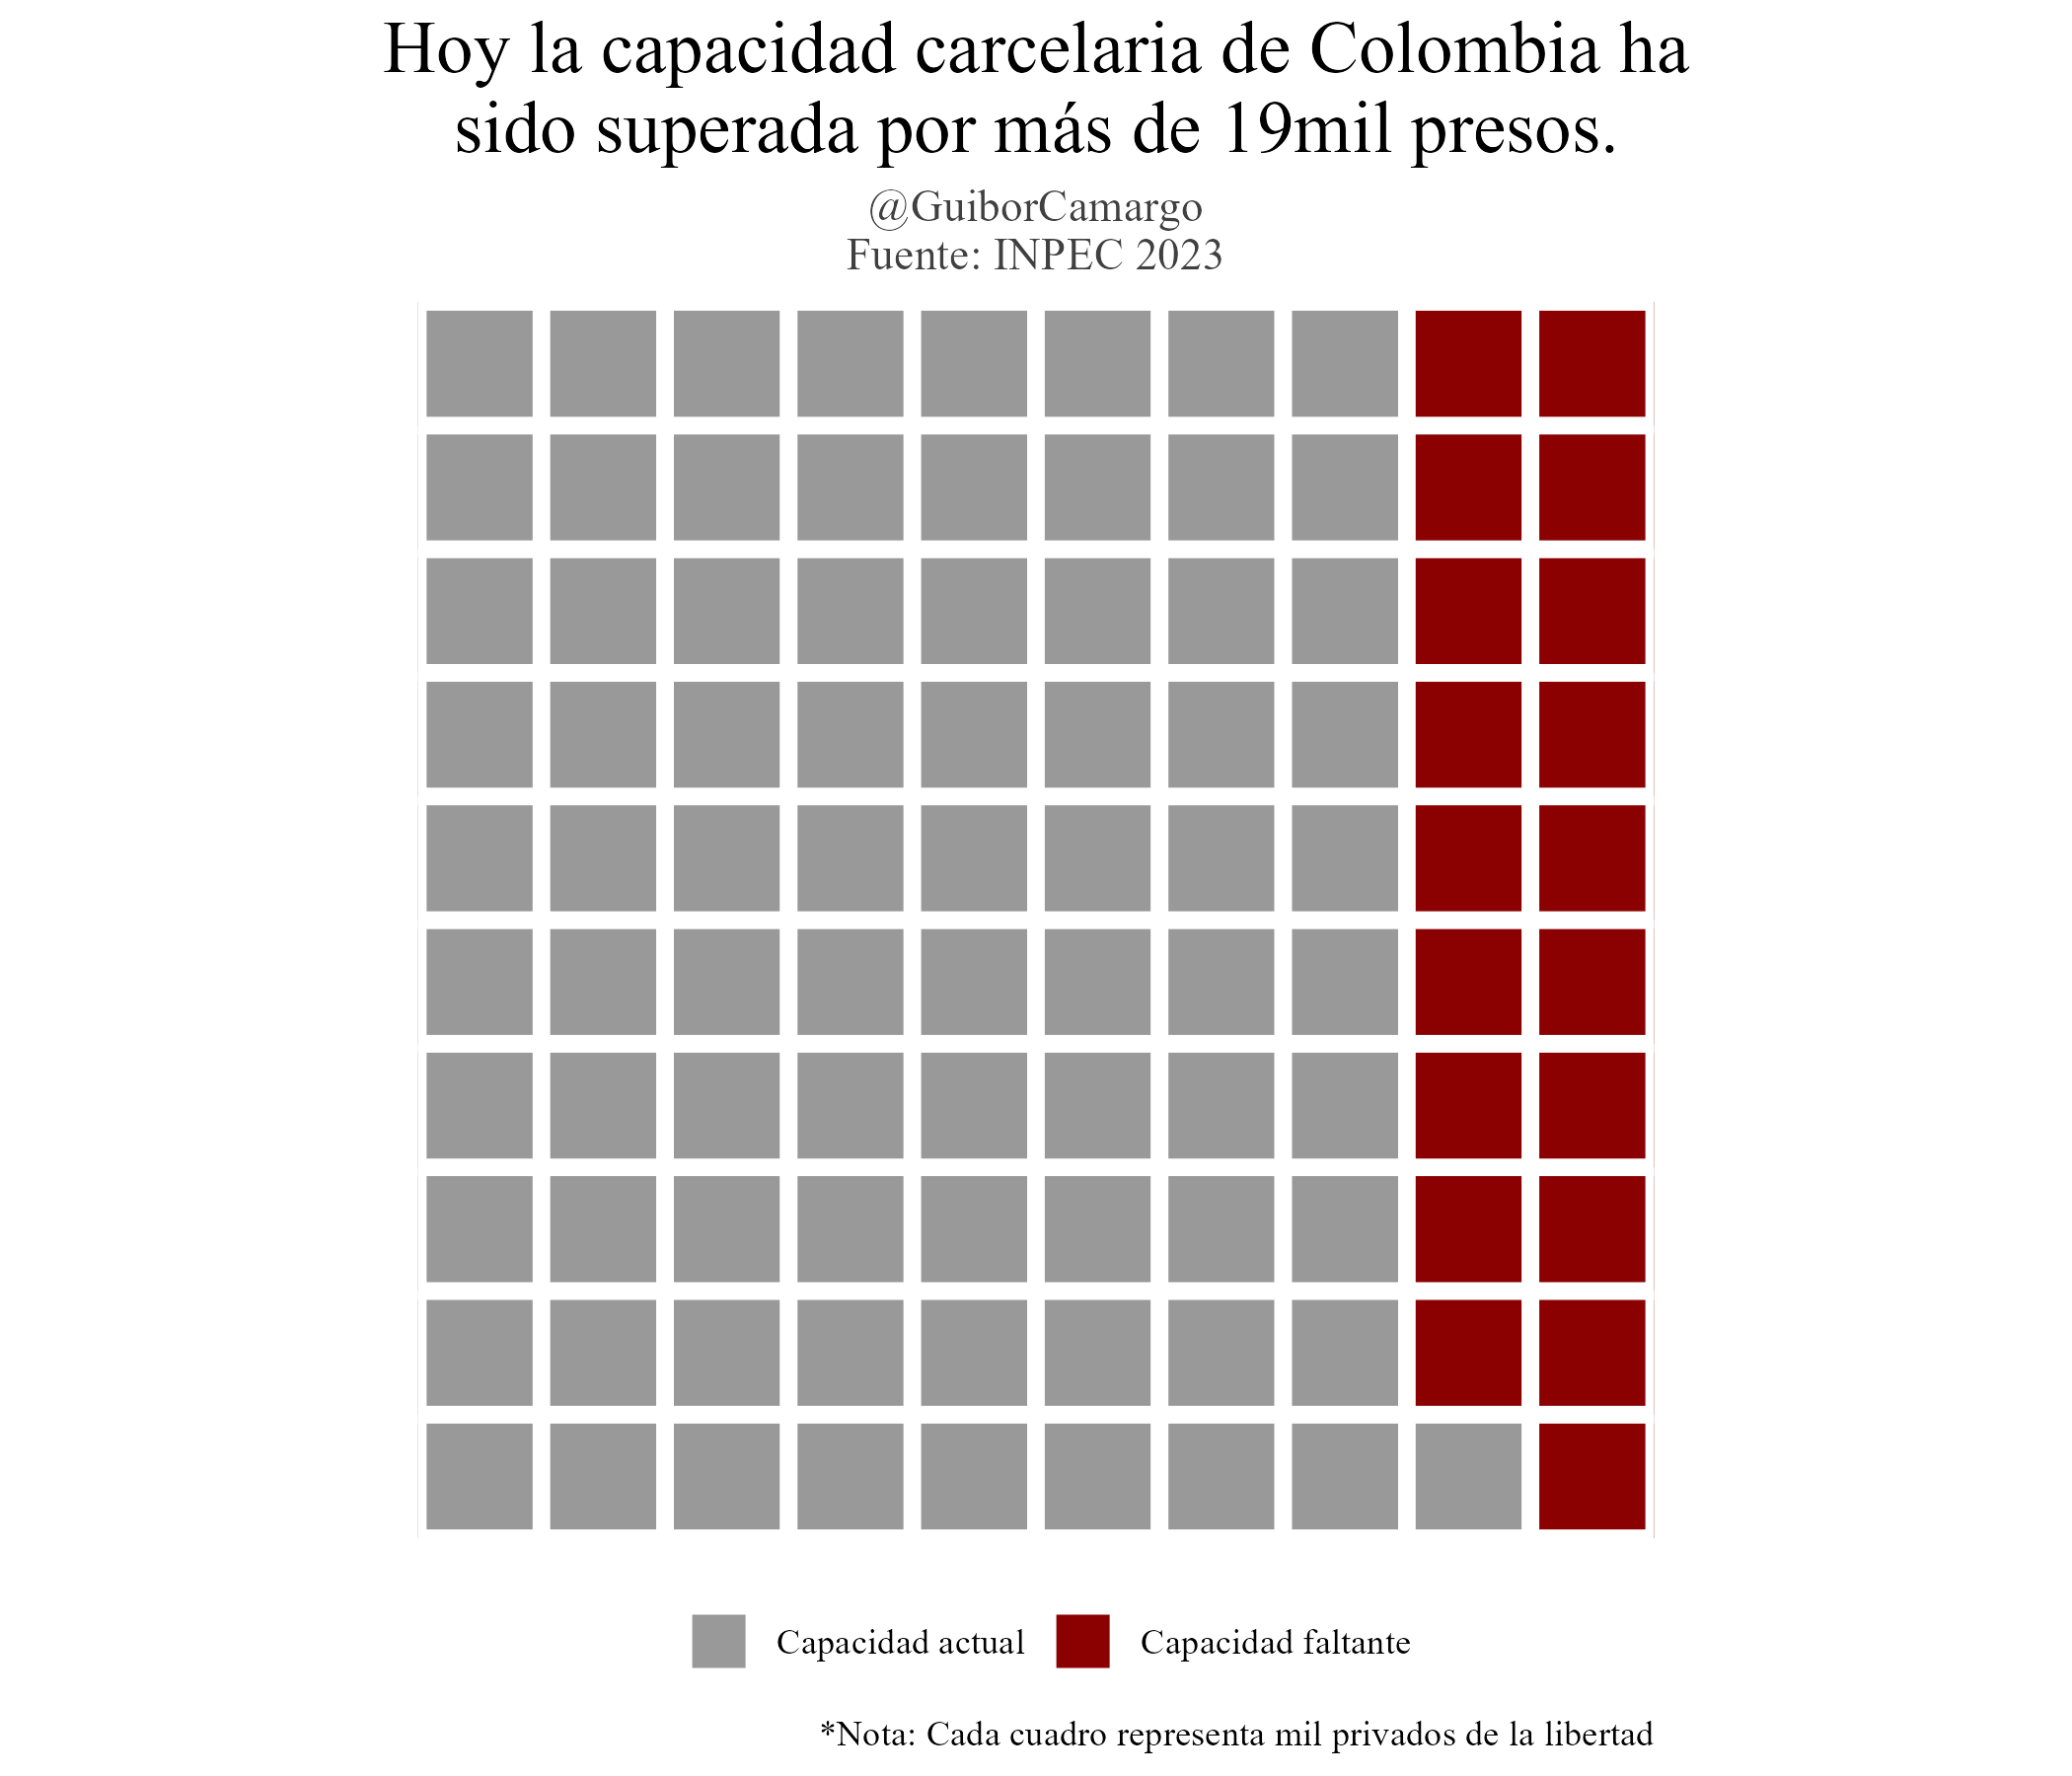 Hoy la capacidad carcelaria de Colombia ha
sido superada por más de 19mil presos.
@GuiborCamargo
Fuente: INPEC 2023
Capacidad actual
Capacidad faltante
*Nota: Cada cuadro representa mil privados de la libertad